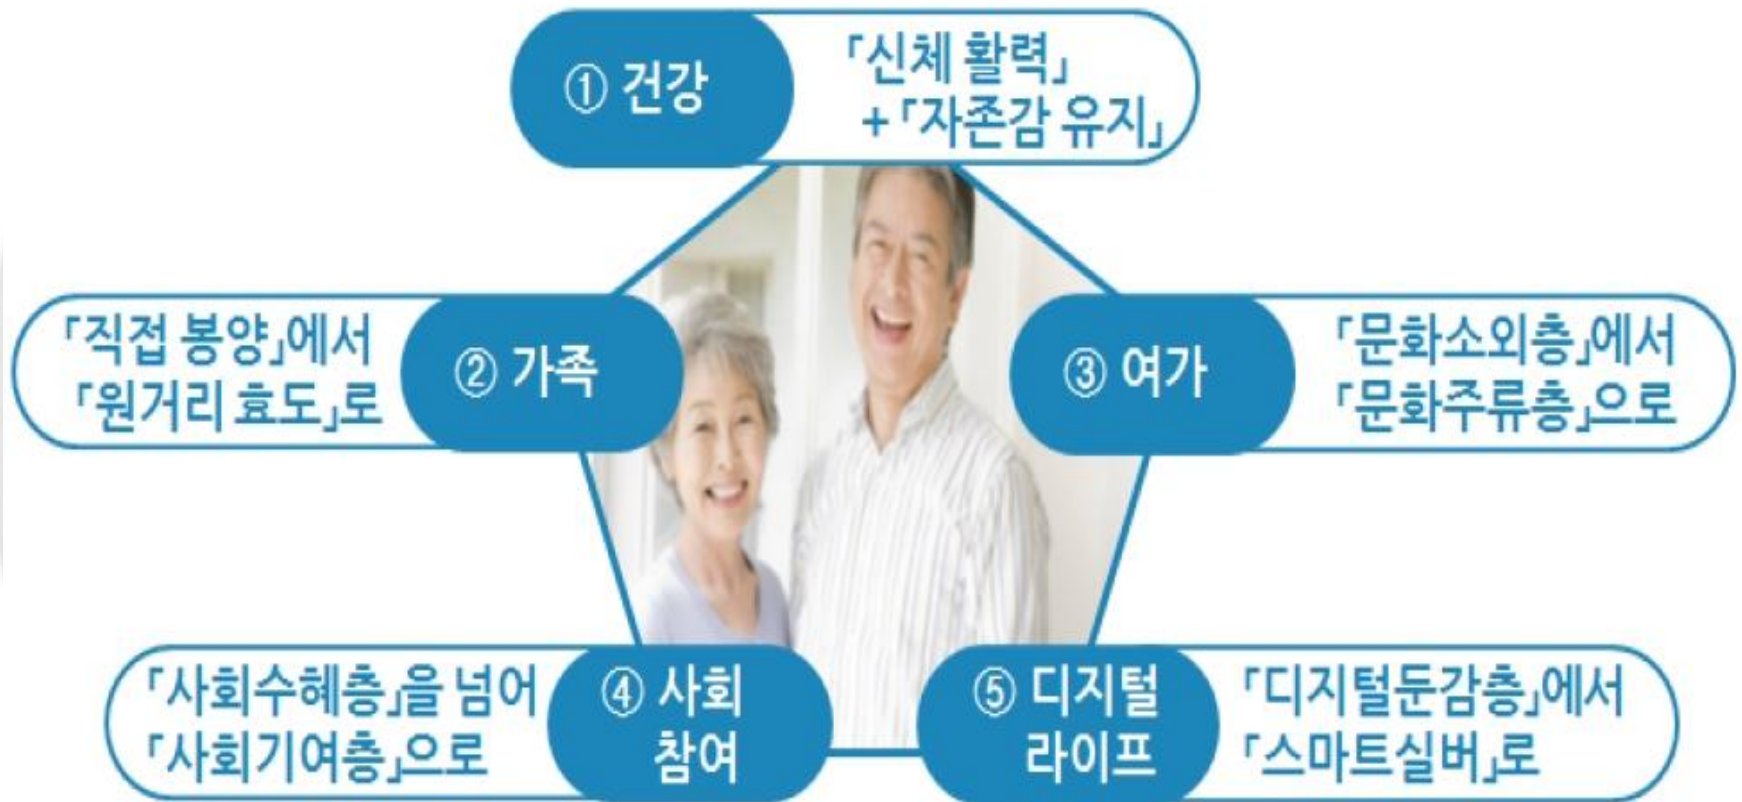 ① 건강
「신체 활력」
+ 「자존감 유지」
「직접 봉양」에서
「원거리 효도」로
② 가족
③ 여가
「문화소외층」에서
「문화주류층」으로
「사회수혜층」을 넘어
「사회기여층」으로
④ 사회
참여
⑤ 디지털
라이프
「디지털둔감층」에서
「스마트실버」로